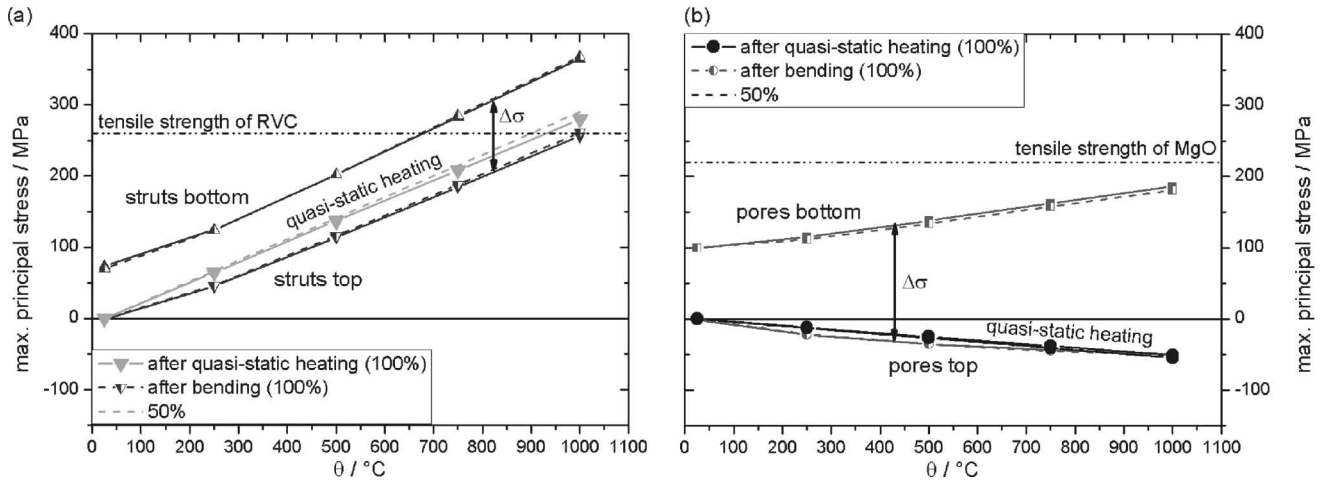 (a)
400
300
200
100
0
-100
max. principal stress / MPa
tensile strength of RVC
Δσ
struts bottom
quasi-static heating
struts top
after quasi-static heating (100%)
after bending (100%)
50%
0 100 200 300 400 500 600 700 800 900 1000 1100
θ / °C
(b)
after quasi-static heating (100%)
after bending (100%)
50%
400
300
200
100
0
-100
max. principal stress / MPa
tensile strength of MgO
pores bottom
Δσ
quasi-static heating
pores top
0 100 200 300 400 500 600 700 800 900 1000 1100
θ / °C